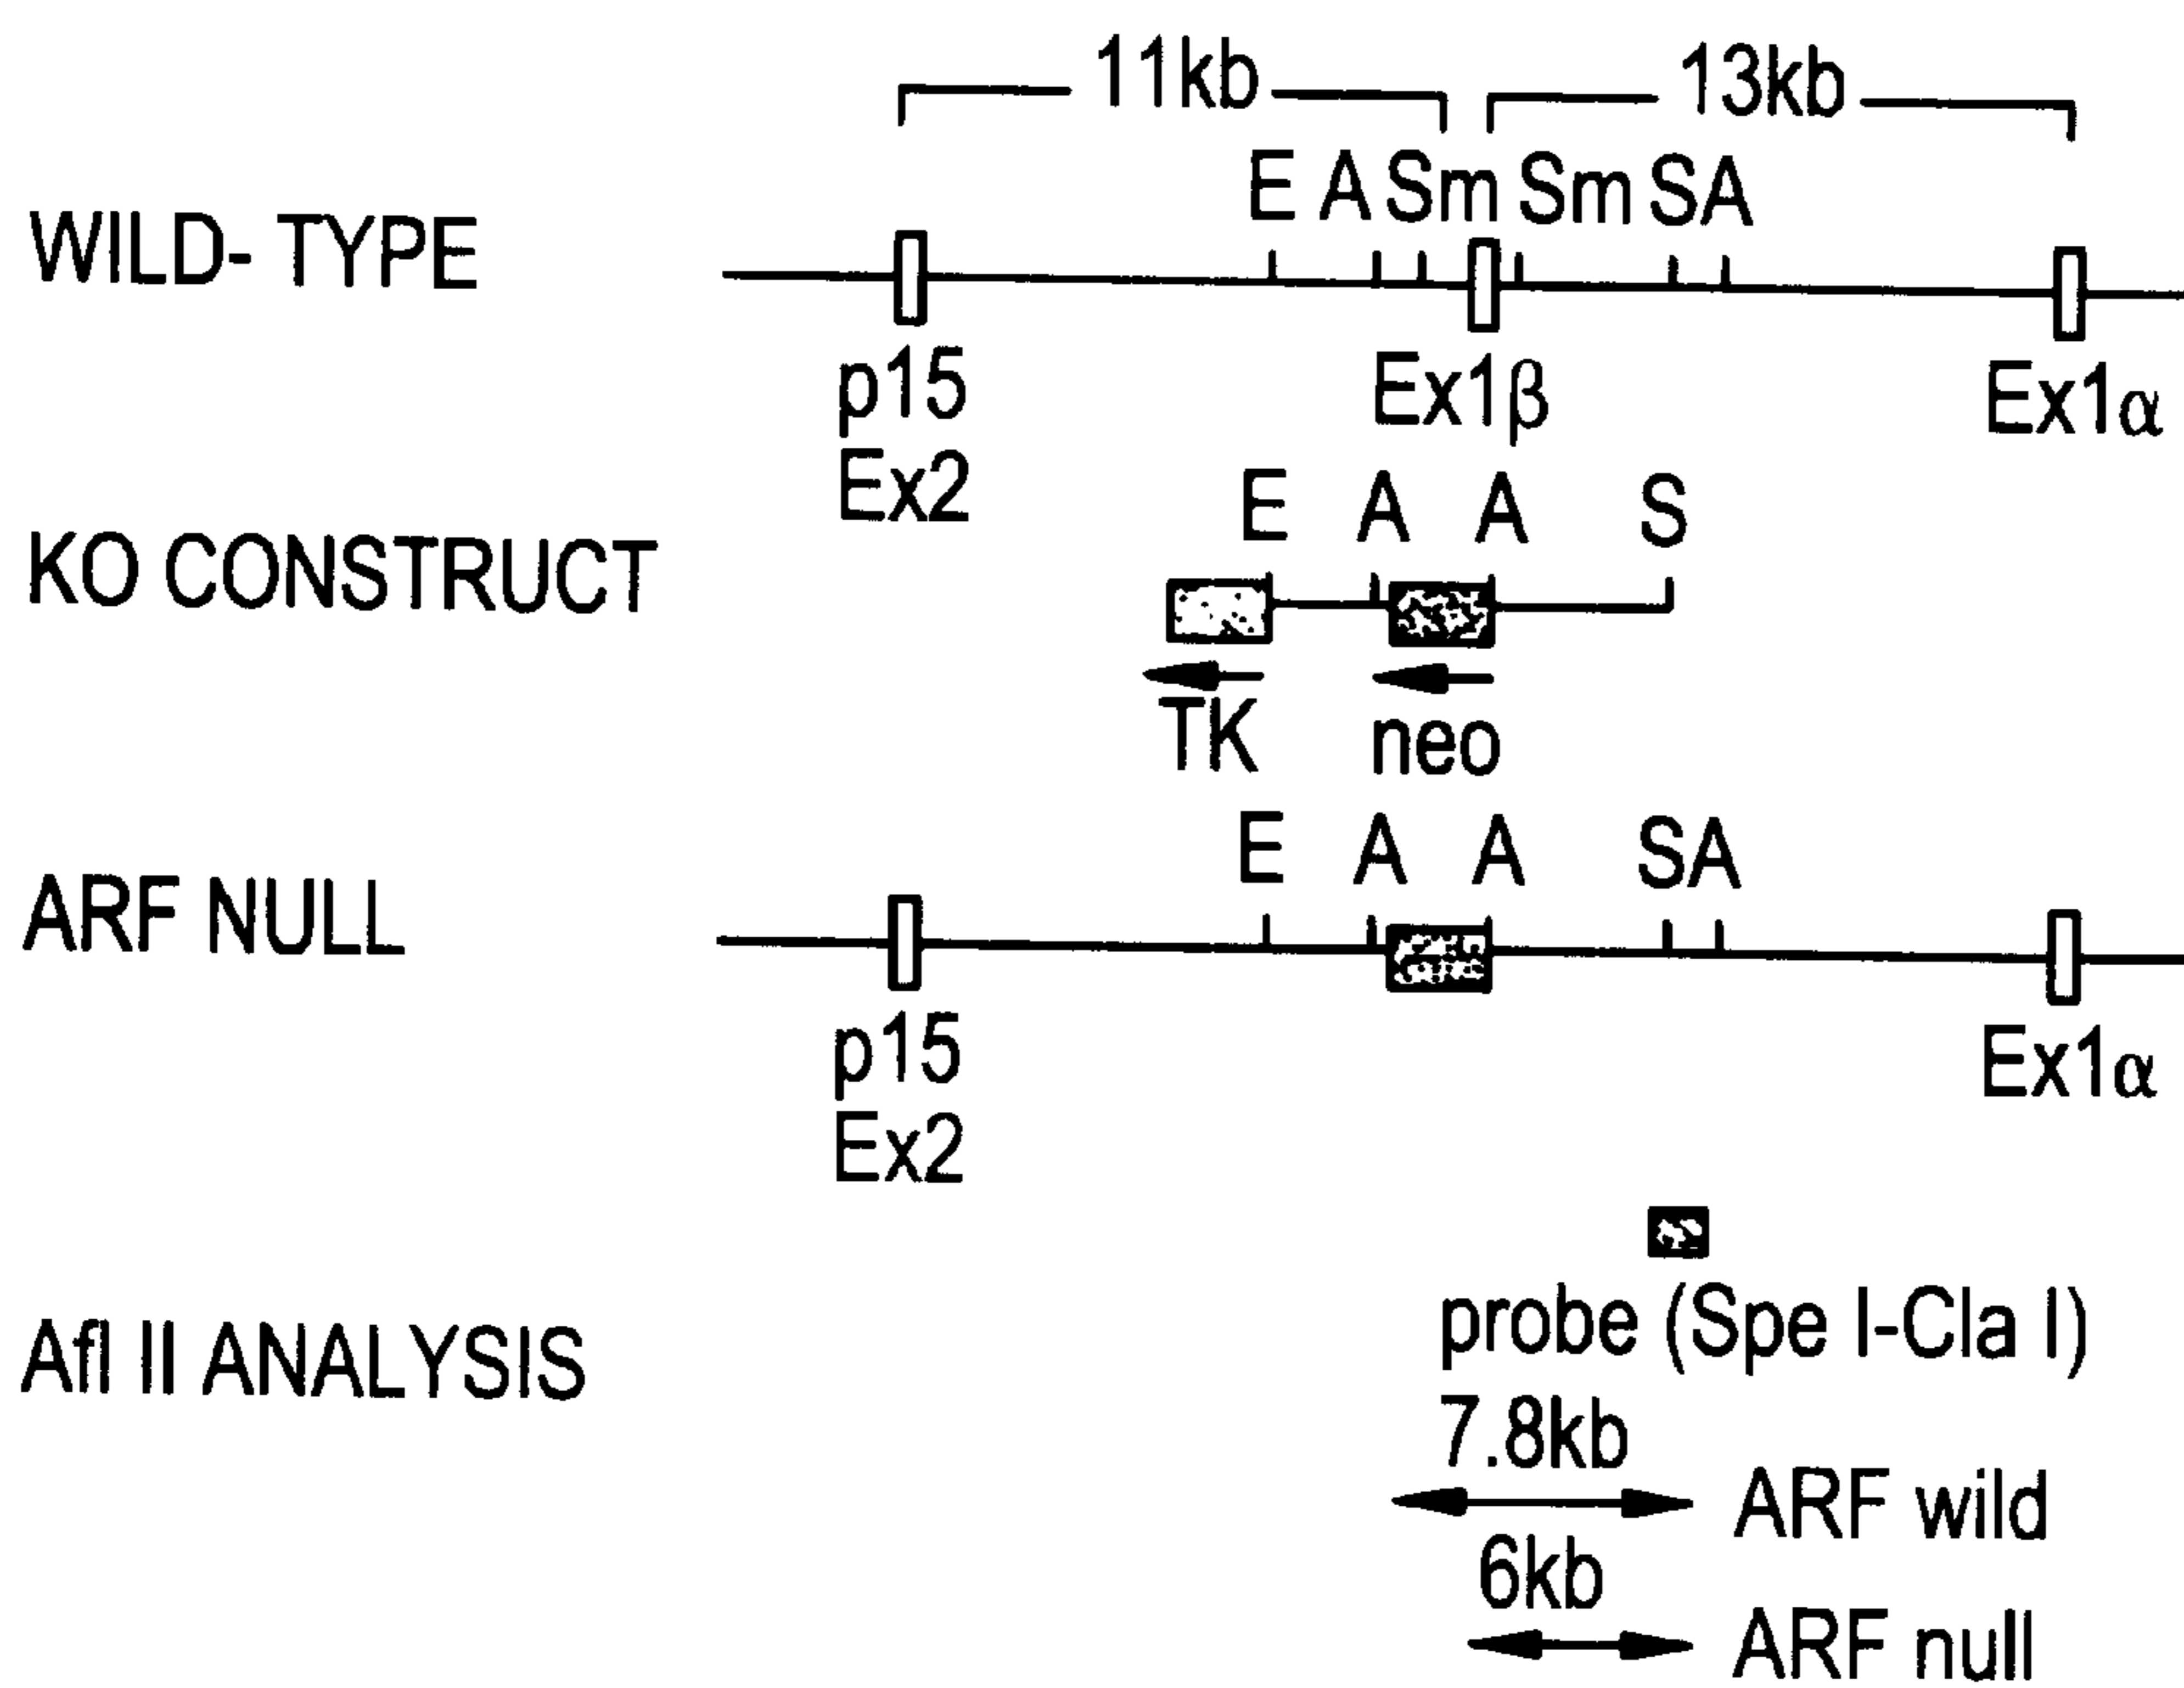 11kb 13kb
E A Sm Sm SA
WILD- TYPE
p15 Ex1β Ex1α
Ex2
E A A S
KO CONSTRUCT
TK neo
E A A SA
ARF NULL
p15 Ex1α
Ex2
probe (Spe I-Cla I)
Afl II ANALYSIS
7.8kb
ARF wild
6kb
ARF null